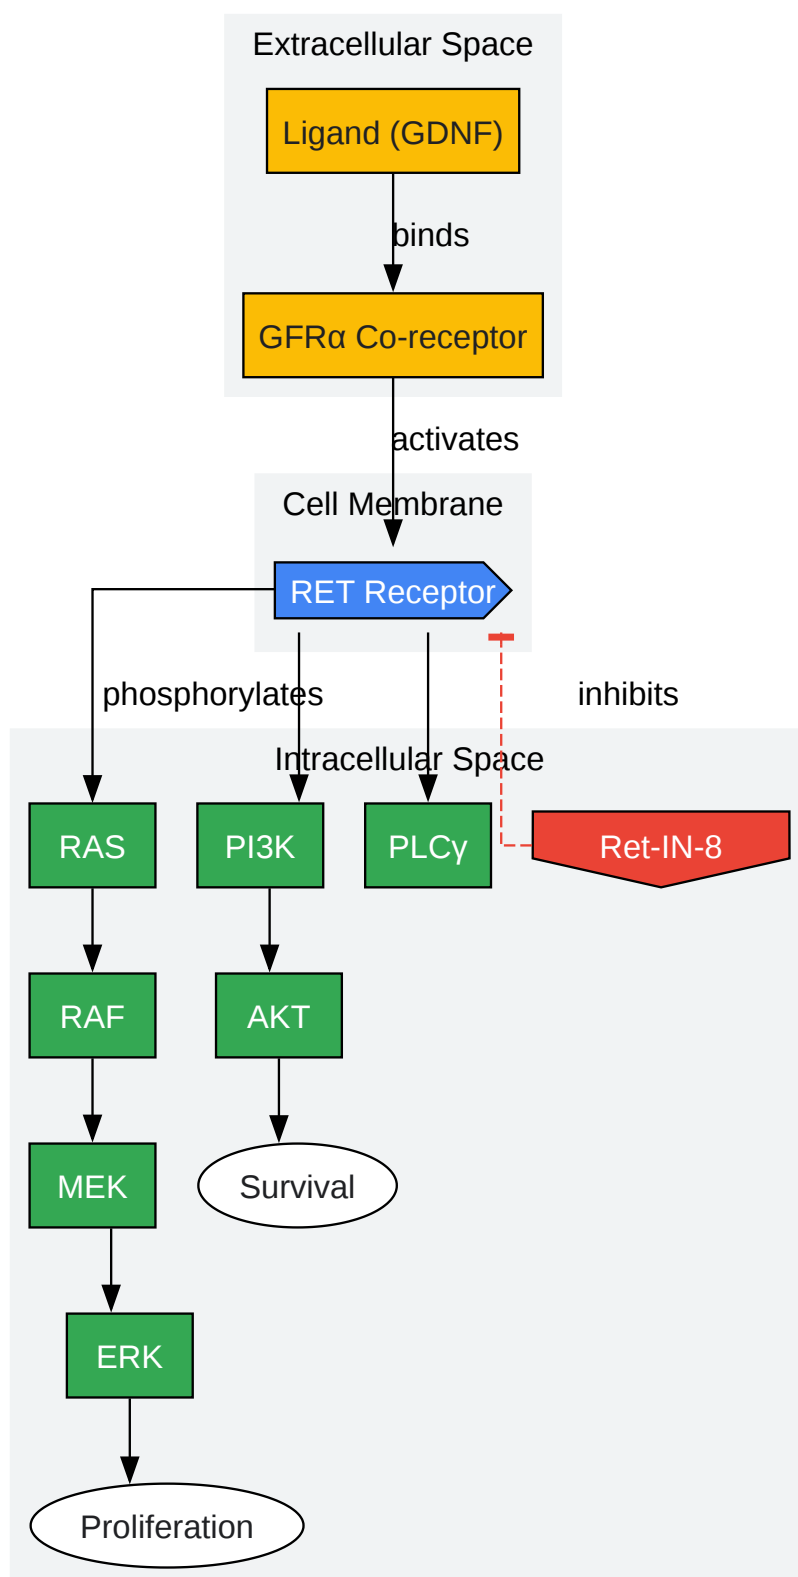 Extracellular Space
Ligand (GDNF)
binds
GFRα Co-receptor
activates
Cell Membrane
RET Receptor
phosphorylates
inhibits
Intracellular Space
RAS
PI3K
PLCγ
Ret-IN-8
RAF
AKT
MEK
Survival
ERK
Proliferation